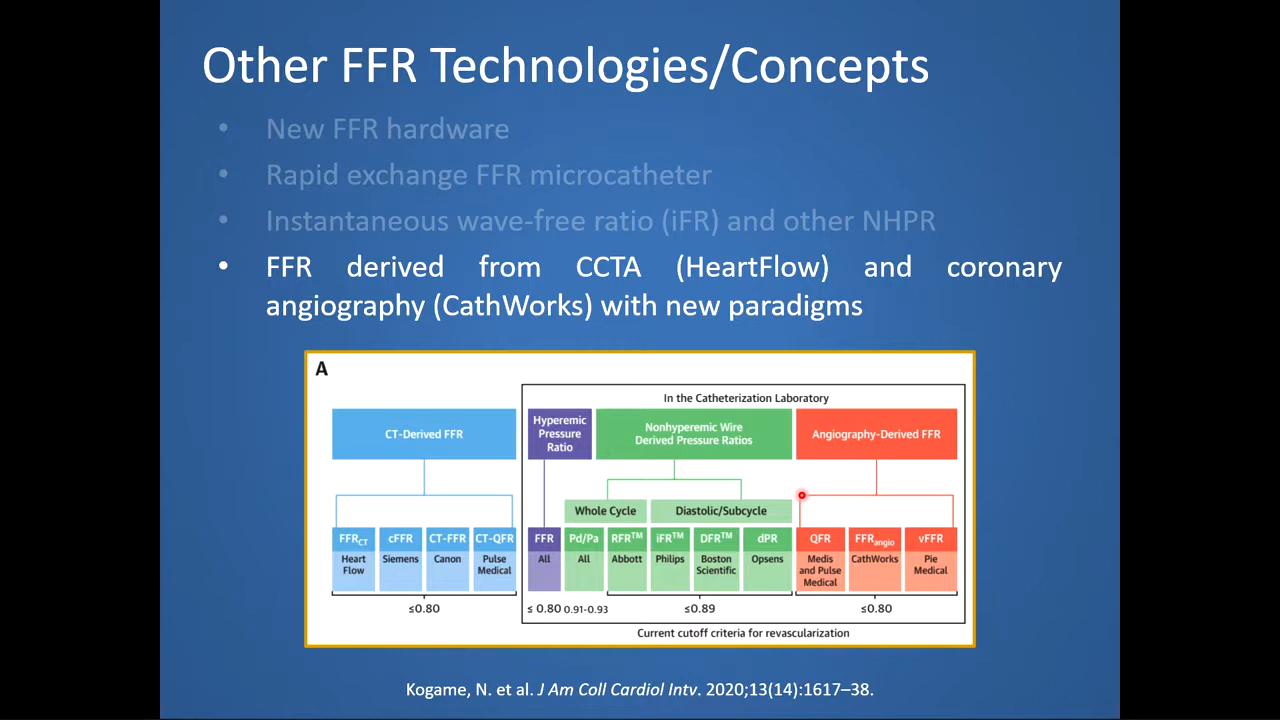 Other FFR Technologies/Concepts
• New FFR hardware
• Rapid exchange FFR microcatheter
• Instantaneous wave-free ratio (iFR) and other NHPR
• FFR derived from CCTA (HeartFlow) and coronary
angiography (CathWorks) with new paradigms
A
In the Catheterization Laboratory
CT-Derived FFR
Hyperemic
Pressure
Ratio
Nonhyperemic Wire
Derived Pressure Ratios
Angiography-Derived FFR
Whole Cycle
Diastolic/Subcycle
FFRCT
Heart
Flow
cFFR
Siemens
CT-FFR
Canon
CT-QFR
Pulse
Medical
FFR
All
Pd/Pa
All
RFR™
Abbott
iFR™
Philips
DFR™
Boston
Scientific
dPR
Opsens
QFR
Medis
and Pulse
Medical
FFRangio
CathWorks
vFFR
Pie
Medical
≤0.80
≤ 0.80
0.91-0.93
≤0.89
≤0.80
Current cutoff criteria for revascularization
Kogame, N. et al. J Am Coll Cardiol Intv. 2020;13(14):1617–38.